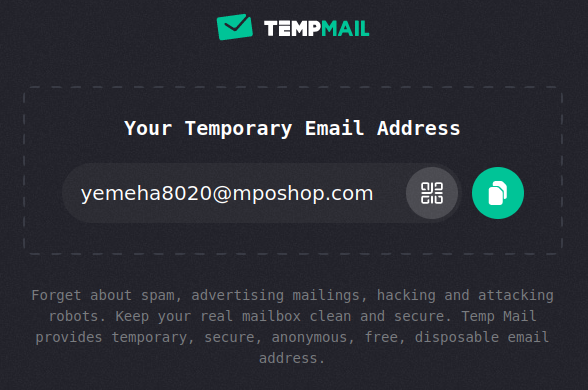 TEMPMAIL
Your Temporary Email Address
yemeha8020@mposhop.com
Forget about spam, advertising mailings, hacking and attacking
robots. Keep your real mailbox clean and secure. Temp Mail
provides temporary, secure, anonymous, free, disposable email
address.